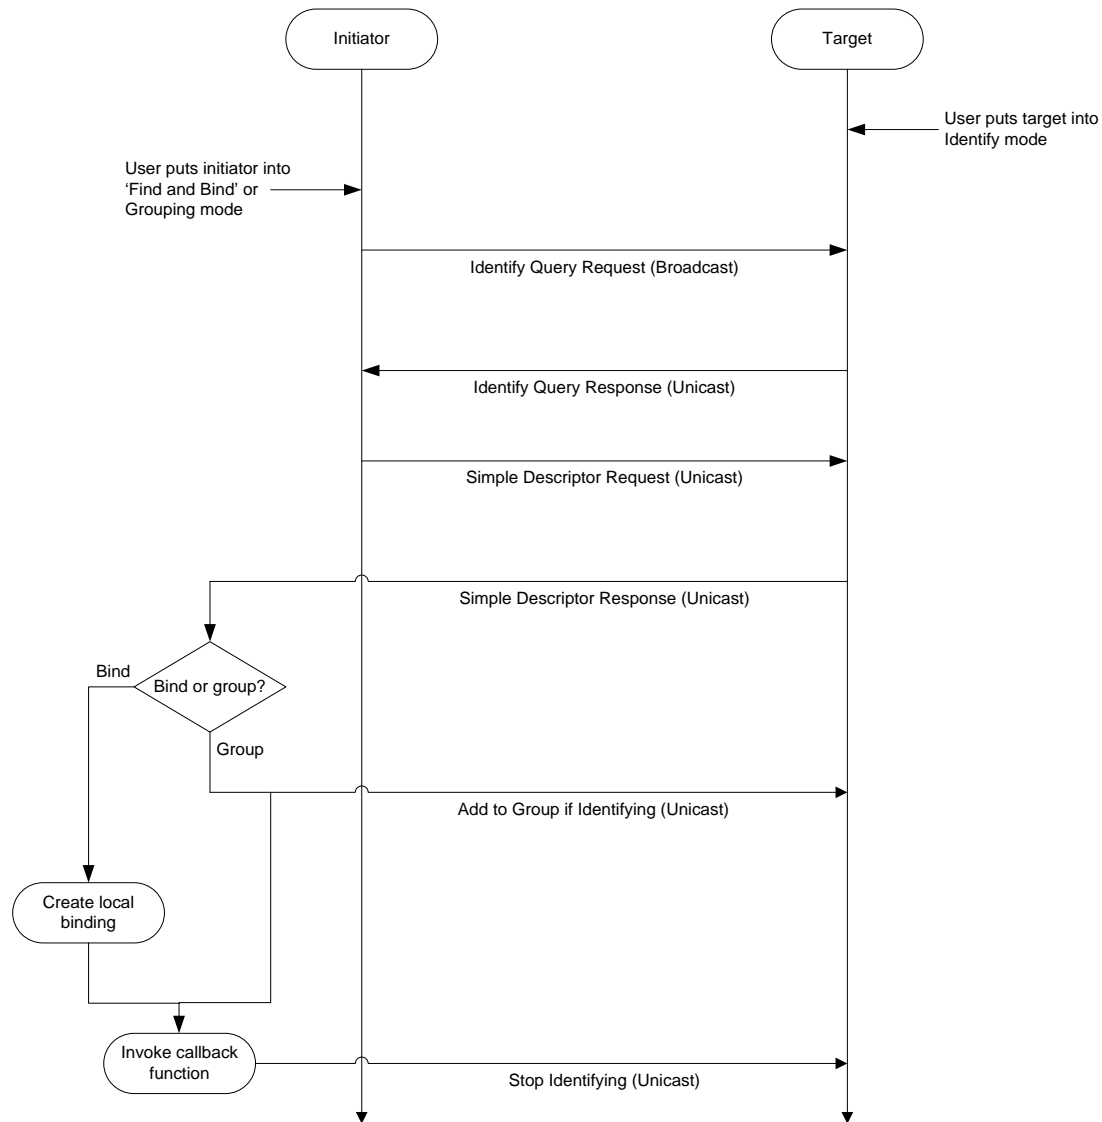 Initiator
Target
User puts target into
Identify mode
User puts initiator into
‘Find and Bind’ or
Grouping mode
Identify Query Request (Broadcast)
Identify Query Response (Unicast)
Simple Descriptor Request (Unicast)
Simple Descriptor Response (Unicast)
Bind
Bind or group?
Group
Add to Group if Identifying (Unicast)
Create local
binding
Invoke callback
function
Stop Identifying (Unicast)